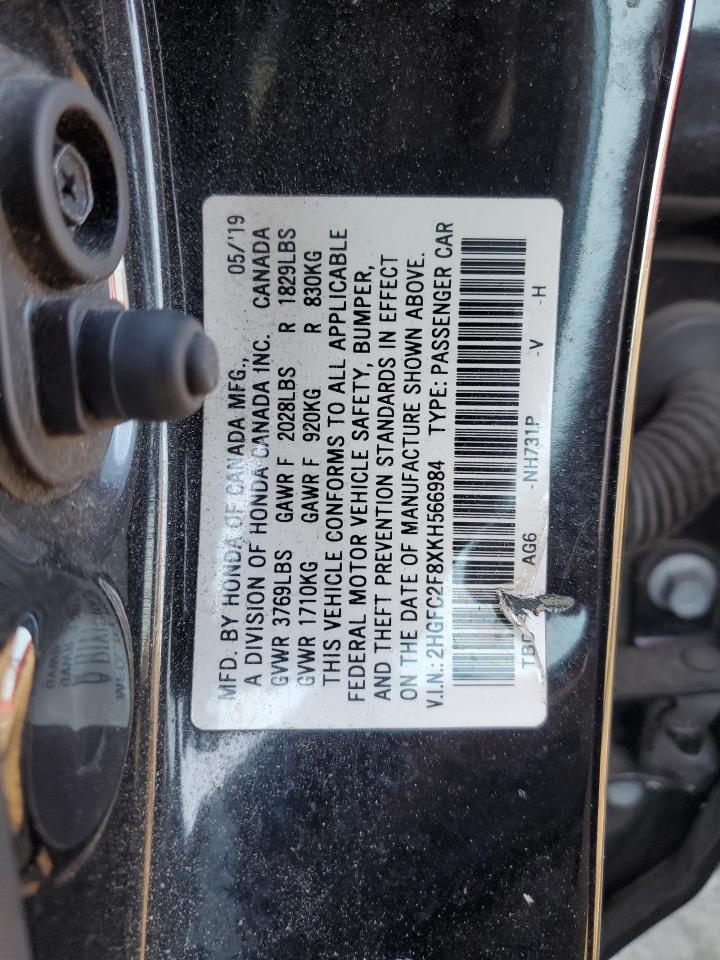 MFD. BY HONDA OF CANADA MFG., 05/'19
A DIVISION OF HONDA CANADA INC. CANADA
GVWR 3769LBS GAWR F 2028LBS R 1829LBS
GVWR 1710KG GAWR F 920KG R 830KG
THIS VEHICLE CONFORMS TO ALL APPLICABLE
FEDERAL MOTOR VEHICLE SAFETY, BUMPER,
AND THEFT PREVENTION STANDARDS IN EFFECT
ON THE DATE OF MANUFACTURE SHOWN ABOVE.
V.I.N.: 2HGFC2F8XKH566984 TYPE: PASSENGER CAR
AG6 -NH731P -V -H